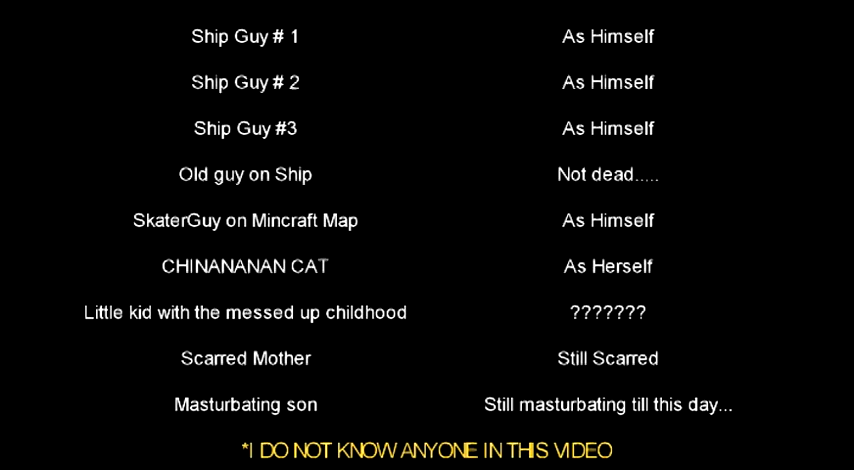 Ship Guy # 1 As Himself
Ship Guy # 2 As Himself
Ship Guy #3 As Himself
Old guy on Ship Not dead.....
SkaterGuy on Mincraft Map As Himself
CHINANANAN CAT As Herself
Little kid with the messed up childhood ???????
Scarred Mother Still Scarred
Masturbating son Still masturbating till this day...
*I DO NOT KNOW ANYONE IN THIS VIDEO